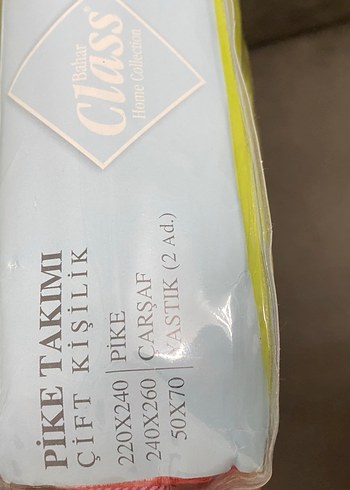 Bahar
Class
Home Collection
PİKE TAKIMI
ÇİFT KİŞİLİK
220X240 PİKE
240X260 ÇARŞAF
50X70 YASTIK (2 Ad.)